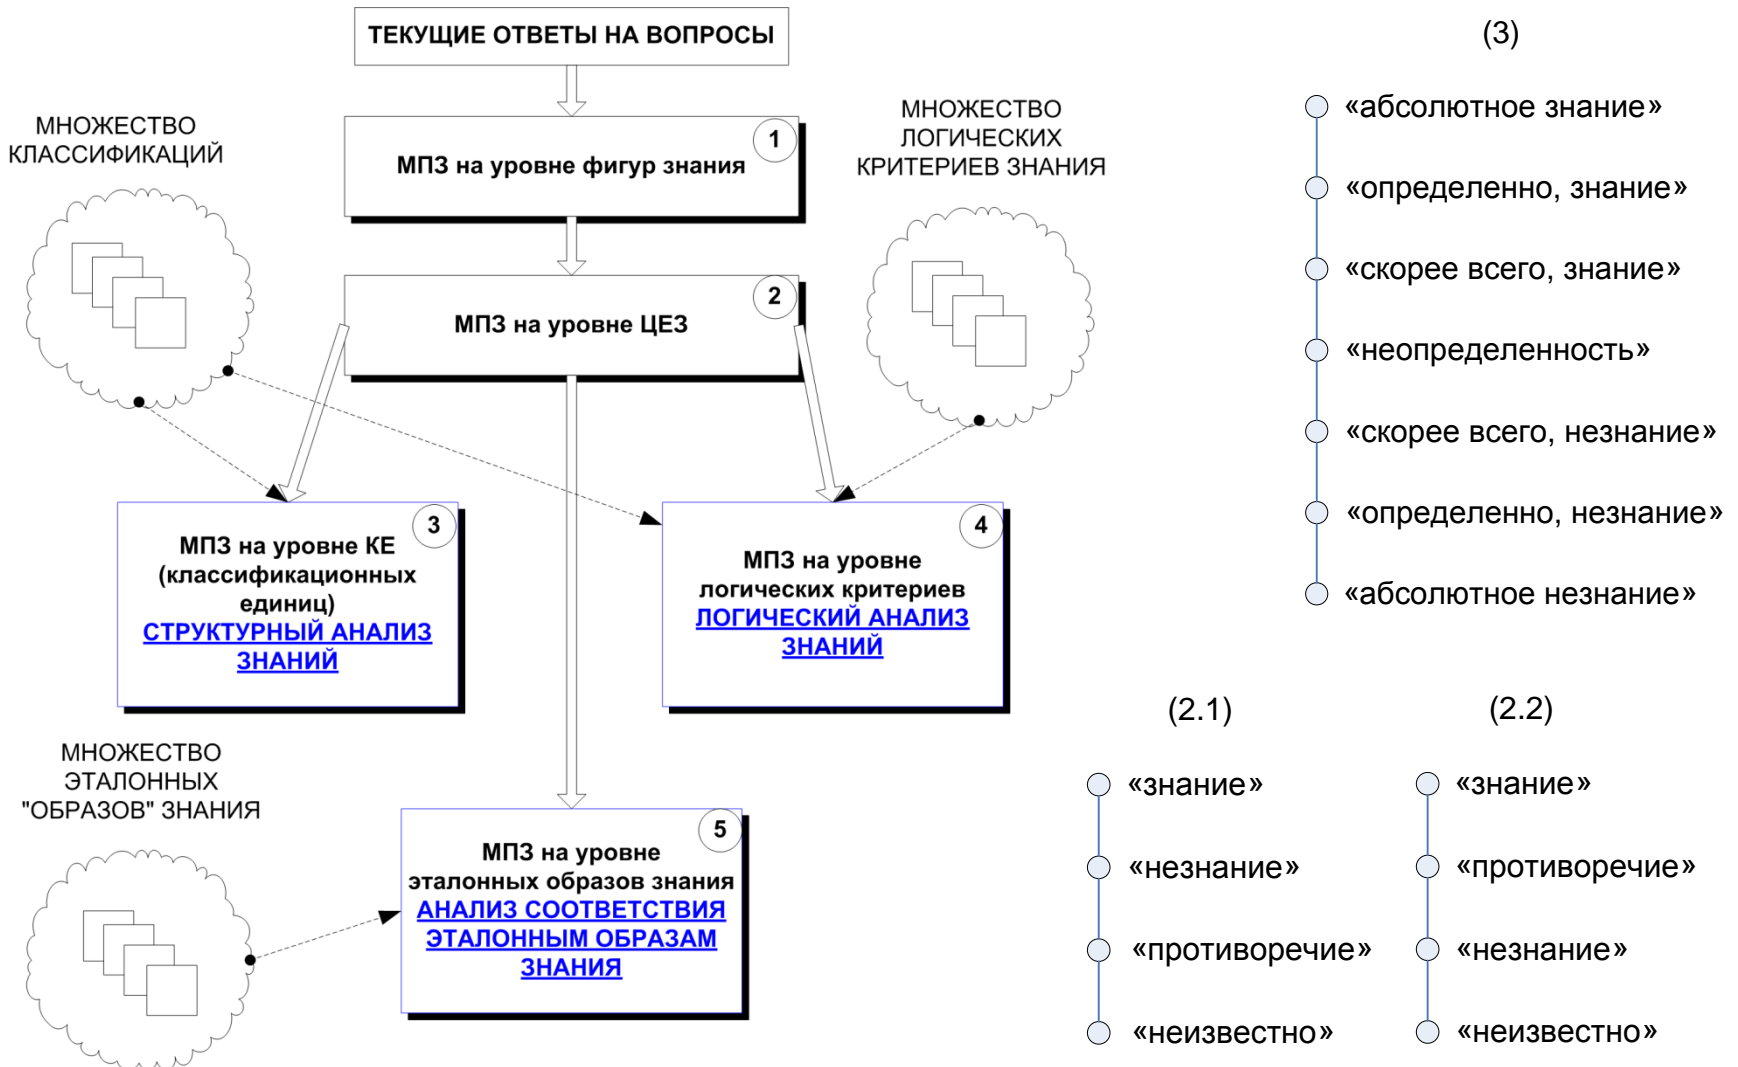 ТЕКУЩИЕ ОТВЕТЫ НА ВОПРОСЫ
МНОЖЕСТВО
КЛАССИФИКАЦИЙ
1
МПЗ на уровне фигур знания
МНОЖЕСТВО
ЛОГИЧЕСКИХ
КРИТЕРИЕВ ЗНАНИЯ
2
МПЗ на уровне ЦЕЗ
3
МПЗ на уровне КЕ
(классификационных
единиц)
СТРУКТУРНЫЙ АНАЛИЗ
ЗНАНИЙ
4
МПЗ на уровне
логических критериев
ЛОГИЧЕСКИЙ АНАЛИЗ
ЗНАНИЙ
МНОЖЕСТВО
ЭТАЛОННЫХ
"ОБРАЗОВ" ЗНАНИЯ
5
МПЗ на уровне
эталонных образов знания
АНАЛИЗ СООТВЕТСТВИЯ
ЭТАЛОННЫМ ОБРАЗАМ
ЗНАНИЯ
(3)
«абсолютное знание»
«определенно, знание»
«скорее всего, знание»
«неопределенность»
«скорее всего, незнание»
«определенно, незнание»
«абсолютное незнание»
(2.1)
«знание»
«незнание»
«противоречие»
«неизвестно»
(2.2)
«знание»
«противоречие»
«незнание»
«неизвестно»